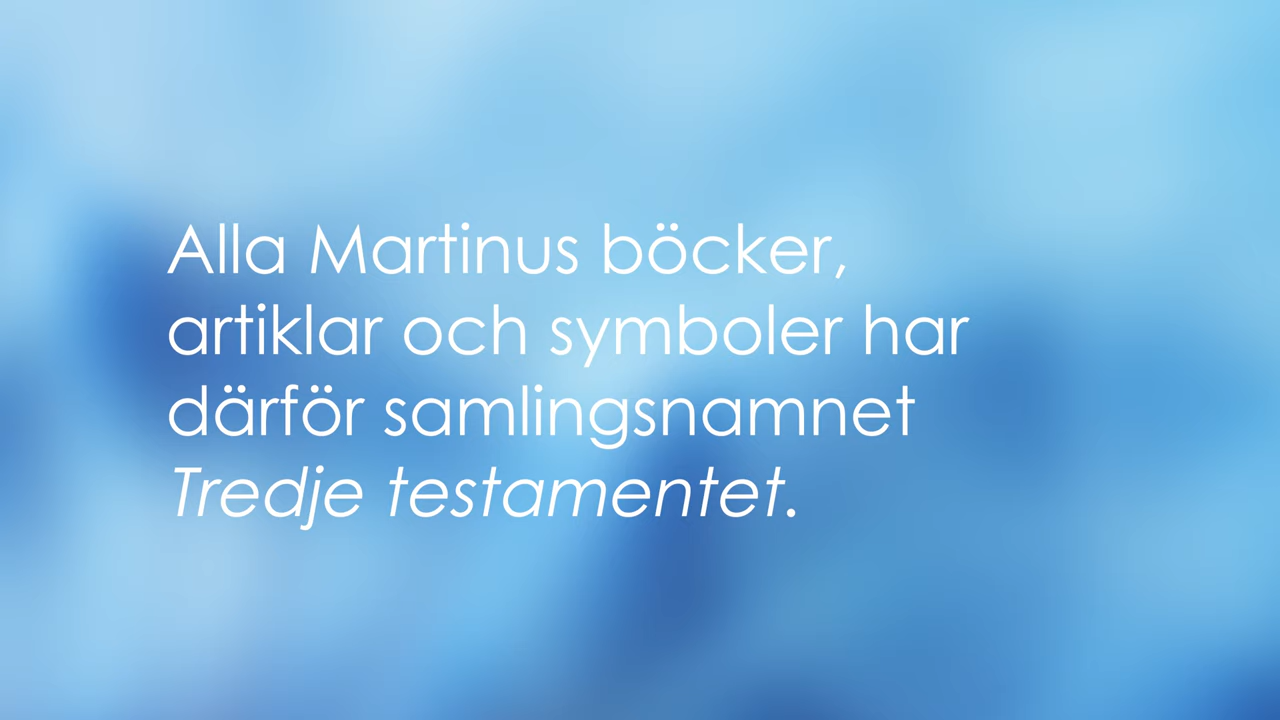 Alla Martinus böcker,
artiklar och symboler har
därför samlingsnamnet
Tredje testamentet.